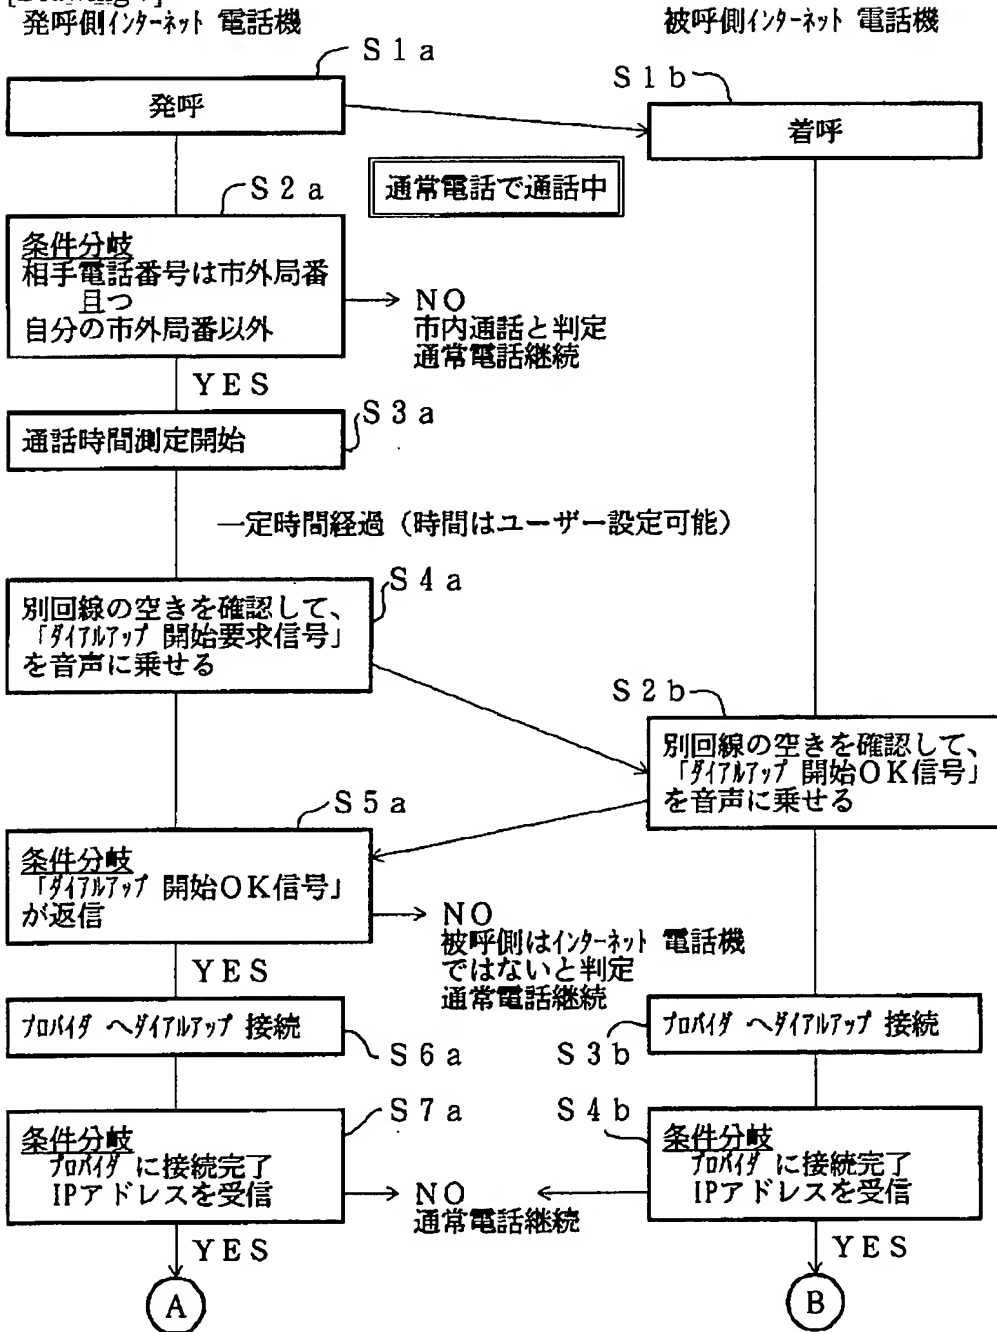 発呼側インターネット 電話機
被呼側インターネット 電話機
S1a
発呼
S1b
着呼
通常電話で通話中
S2a
条件分岐
相手電話番号は市外局番
且つ
自分の市外局番以外
NO
市内通話と判定
通常電話継続
YES
S3a
通話時間測定開始
一定時間経過（時間はユーザー設定可能）
S4a
別回線の空きを確認して、
「ダイアルアップ 開始要求信号」
を音声に乗せる
S2b
別回線の空きを確認して、
「ダイアルアップ 開始OK信号」
を音声に乗せる
S5a
条件分岐
「ダイアルアップ 開始OK信号」
が返信
NO
被呼側はインターネット 電話機
ではないと判定
通常電話継続
YES
プロバイダ へダイアルアップ 接続
S6a
S3b
プロバイダ へダイアルアップ 接続
S7a
条件分岐
プロバイダ に接続完了
IPアドレスを受信
NO
通常電話継続
S4b
条件分岐
プロバイダ に接続完了
IPアドレスを受信
YES
YES
A
B